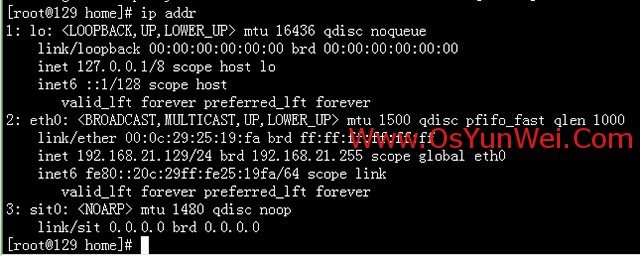 [root@129 home]# ip addr
1: lo: <LOOPBACK,UP,LOWER_UP> mtu 16436 qdisc noqueue
link/loopback 00:00:00:00:00:00 brd 00:00:00:00:00:00
inet 127.0.0.1/8 scope host lo
inet6 ::1/128 scope host
valid_lft forever preferred_lft forever
2: eth0: <BROADCAST,MULTICAST,UP,LOWER_UP> mtu 1500 qdisc pfifo_fast qlen 1000
link/ether 00:0c:29:25:19:fa brd ff:ff:ff:ff:ff:ff
www.OsYunWei.Com
inet 192.168.21.129/24 brd 192.168.21.255 scope global eth0
inet6 fe80::20c:29ff:fe25:19fa/64 scope link
valid_lft forever preferred_lft forever
3: sit0: <NOARP> mtu 1480 qdisc noop
link/sit 0.0.0.0 brd 0.0.0.0
[root@129 home]#